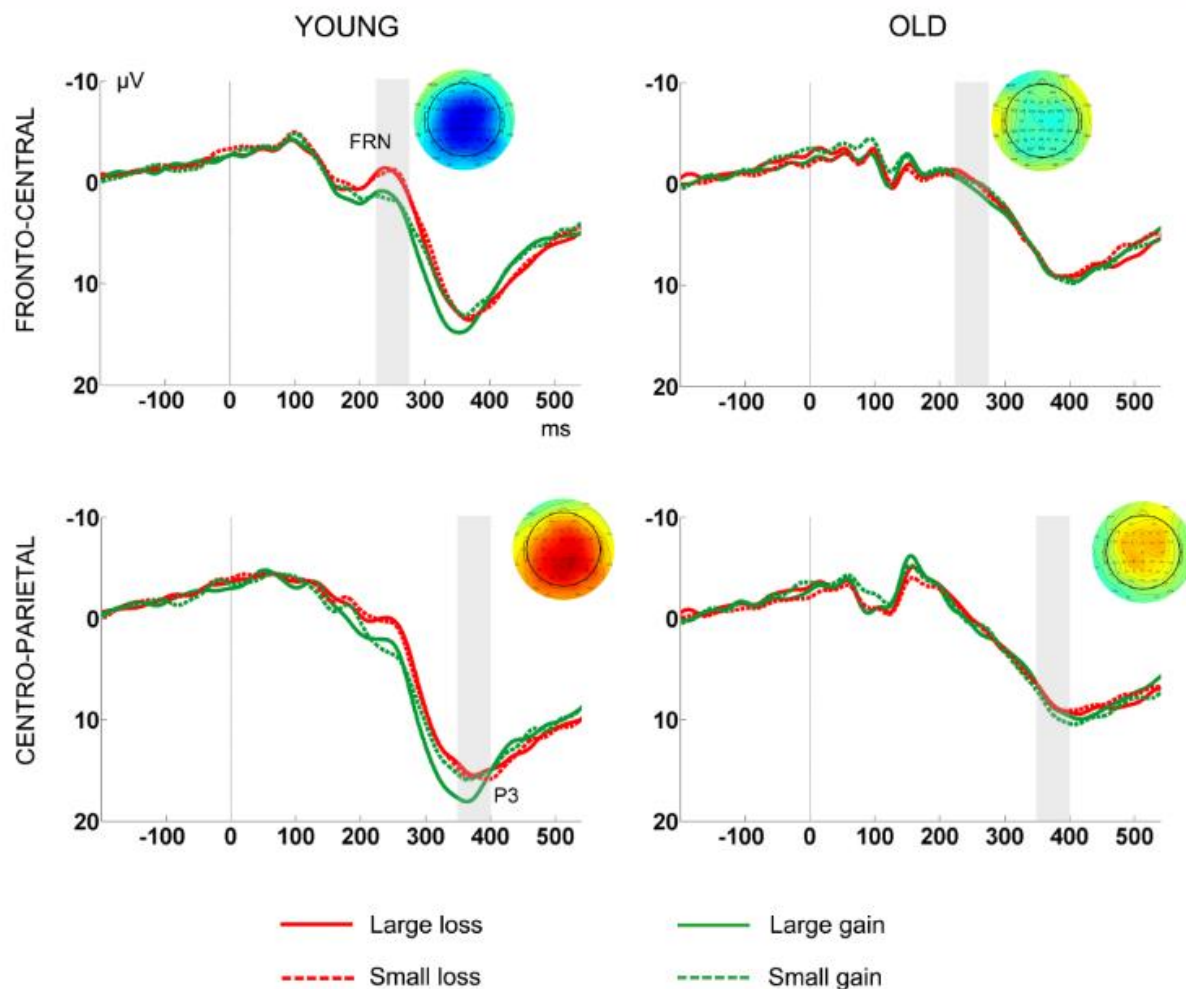 YOUNG
OLD
FRONTO-CENTRAL
-10
µV
0
10
20
FRN
-100 0 100 200 300 400 500
ms
-10
0
10
20
-100 0 100 200 300 400 500
CENTRO-PARIETAL
-10
0
10
20
P3
-100 0 100 200 300 400 500
-10
0
10
20
-100 0 100 200 300 400 500
Large loss
Large gain
Small loss
Small gain